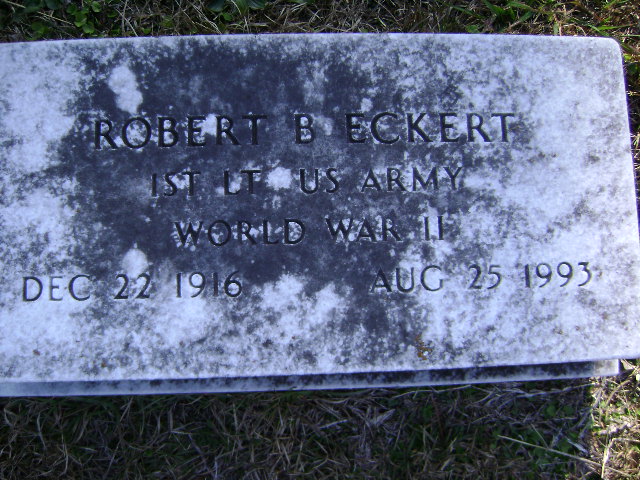 ROBERT B ECKERT
1ST LT US ARMY
WORLD WAR II
DEC 22 1916 AUG 25 1993